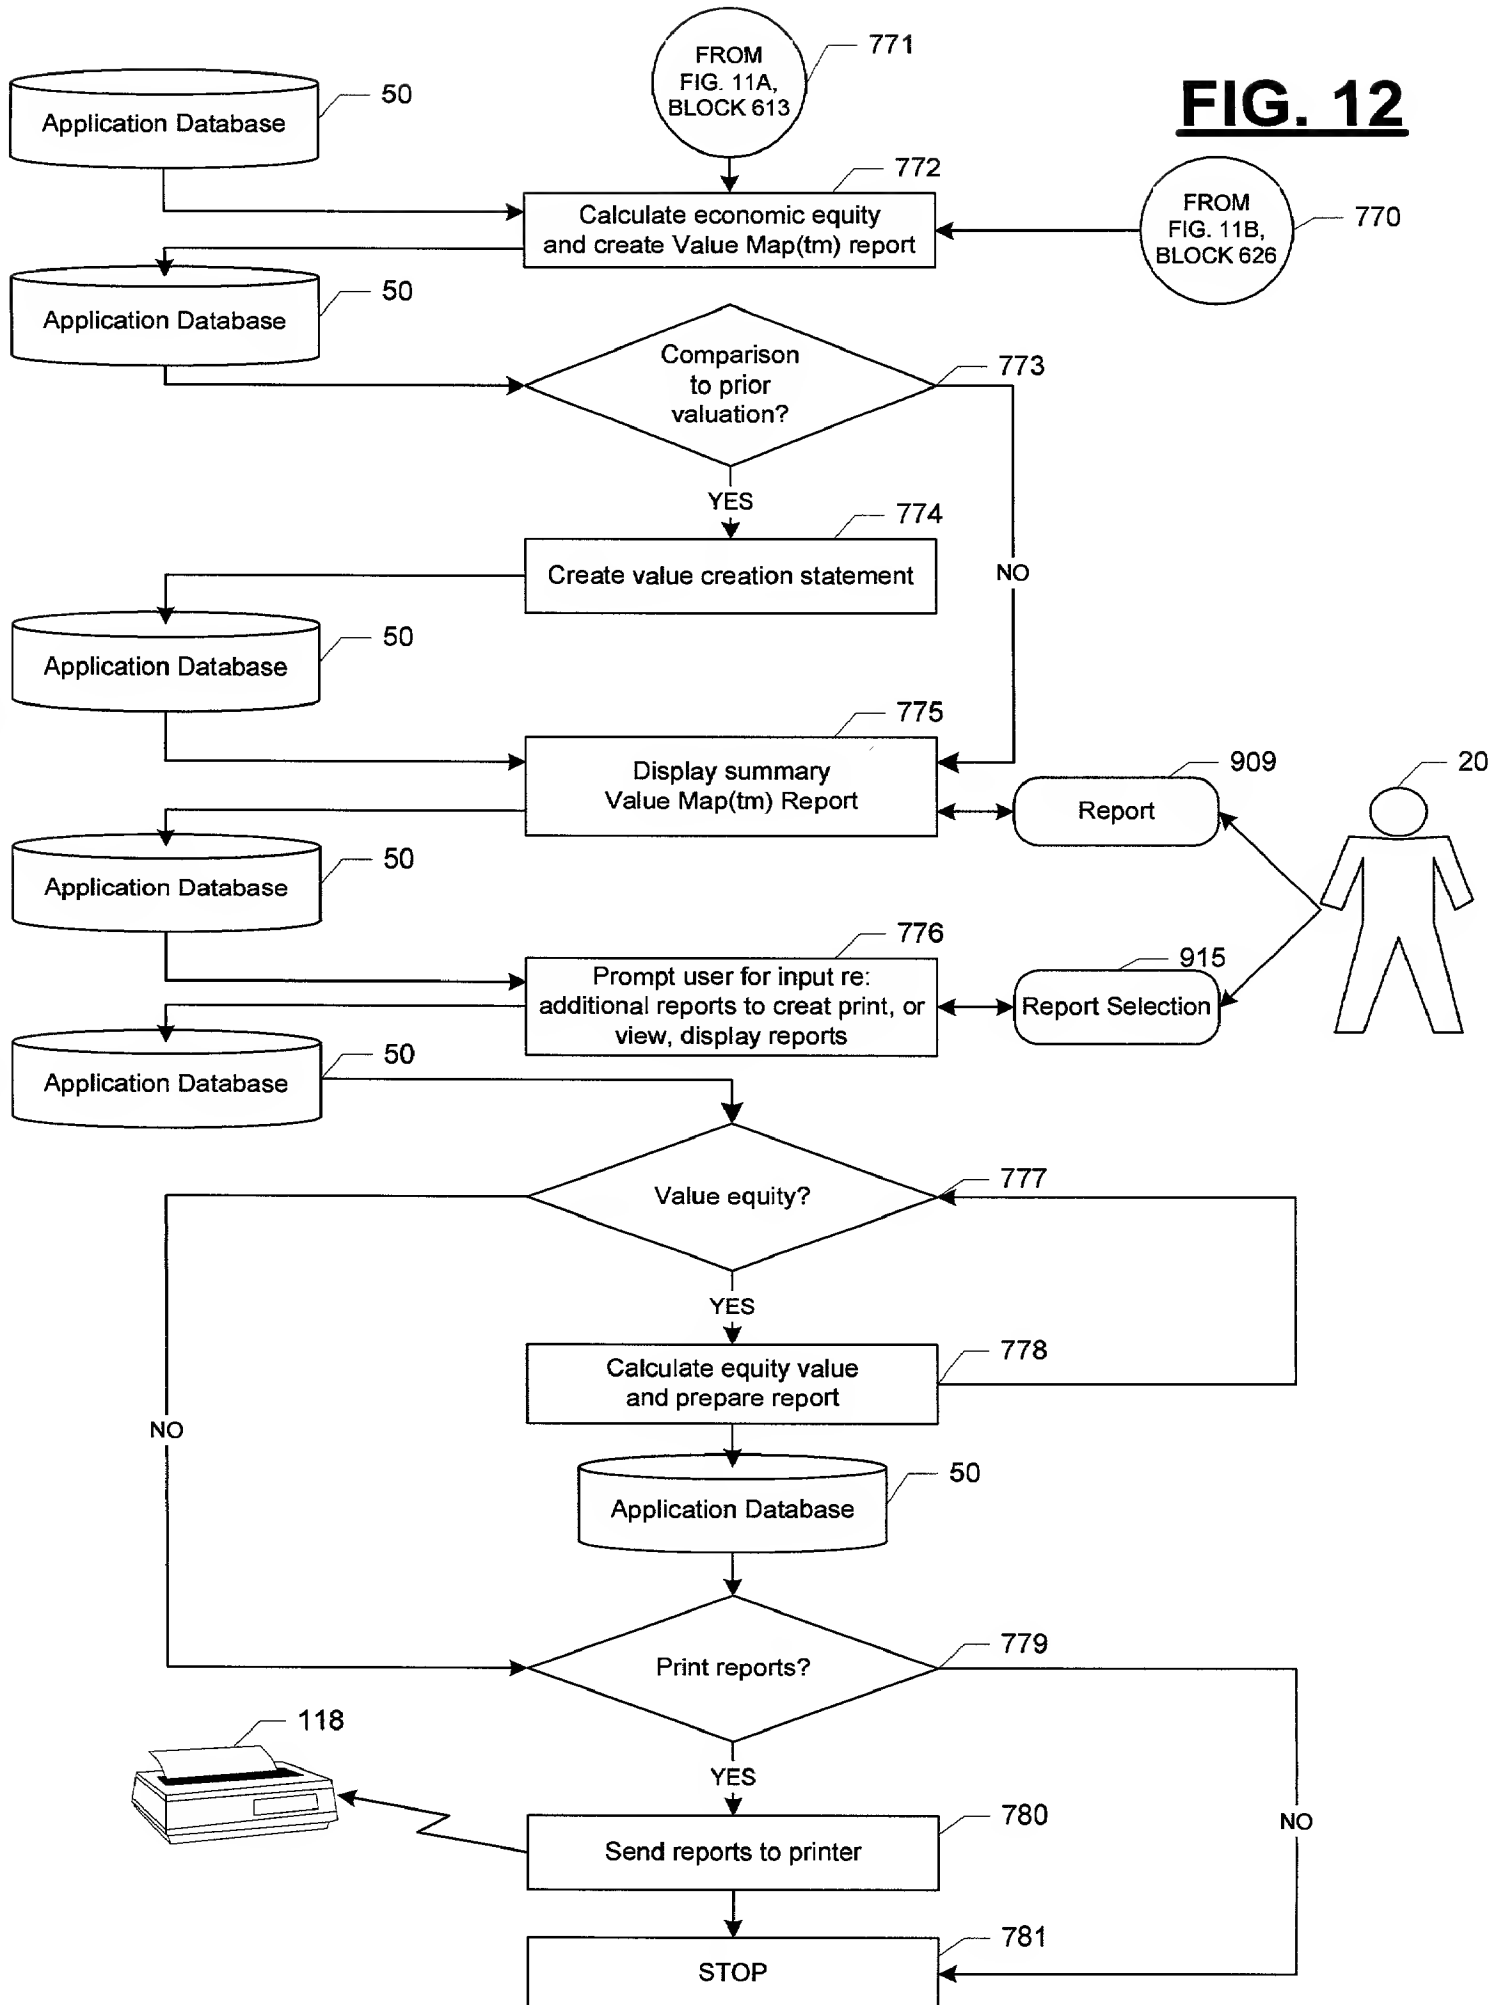 FROM
FIG. 11A,
BLOCK 613
771
FIG. 12
Application Database
50
772
Calculate economic equity
and create Value Map(tm) report
FROM
FIG. 11B,
BLOCK 626
770
Application Database
50
Comparison
to prior
valuation?
773
YES
NO
774
Create value creation statement
Application Database
50
775
Display summary
Value Map(tm) Report
909
Report
20
Application Database
50
776
Prompt user for input re:
additional reports to creat print, or
view, display reports
915
Report Selection
Application Database
50
Value equity?
777
YES
NO
Calculate equity value
and prepare report
778
Application Database
50
Print reports?
779
YES
NO
118
Send reports to printer
780
STOP
781